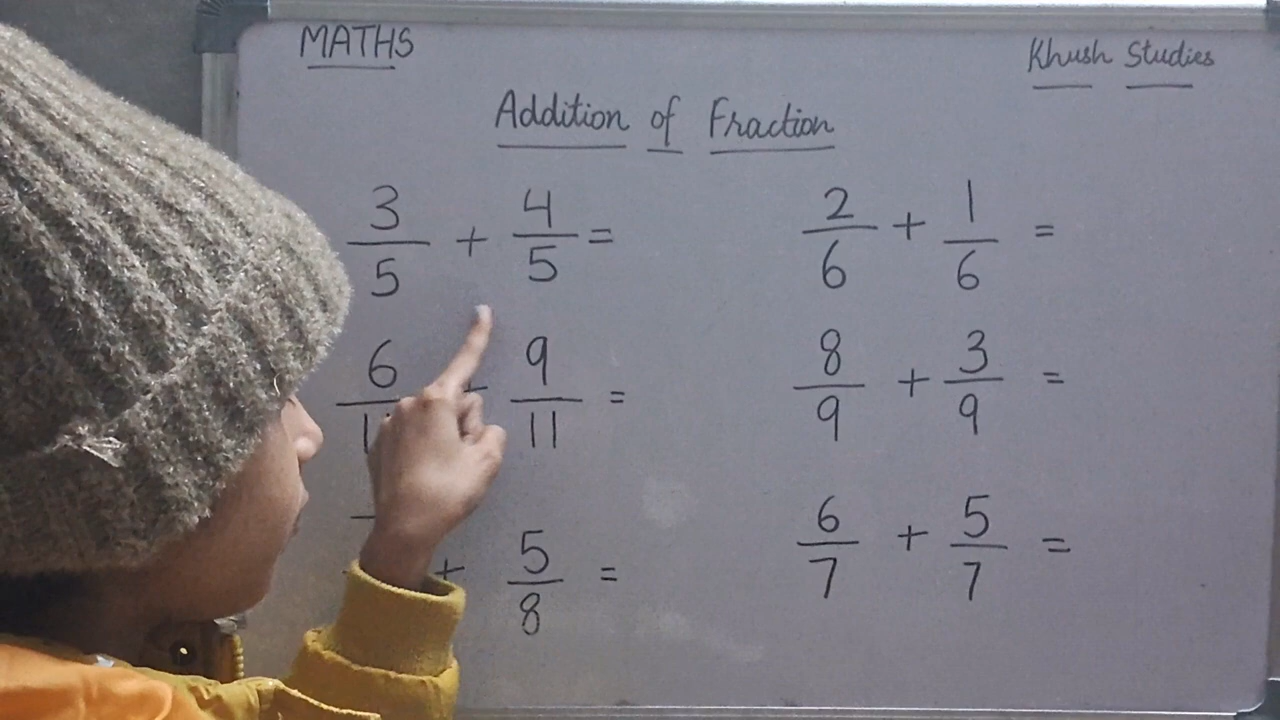 MATHS
Khush Studies
Addition of Fraction
3/5 + 4/5 =
2/6 + 1/6 =
6/ + 9/11 =
8/9 + 3/9 =
+ 5/8 =
6/7 + 5/7 =